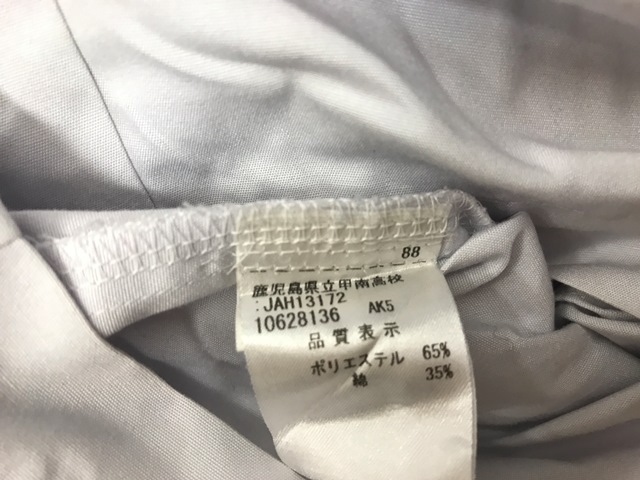 88
鹿児島県立甲南高校
:JAH13172
10628136 AK5
品質表示
ポリエステル 65%
綿 35%